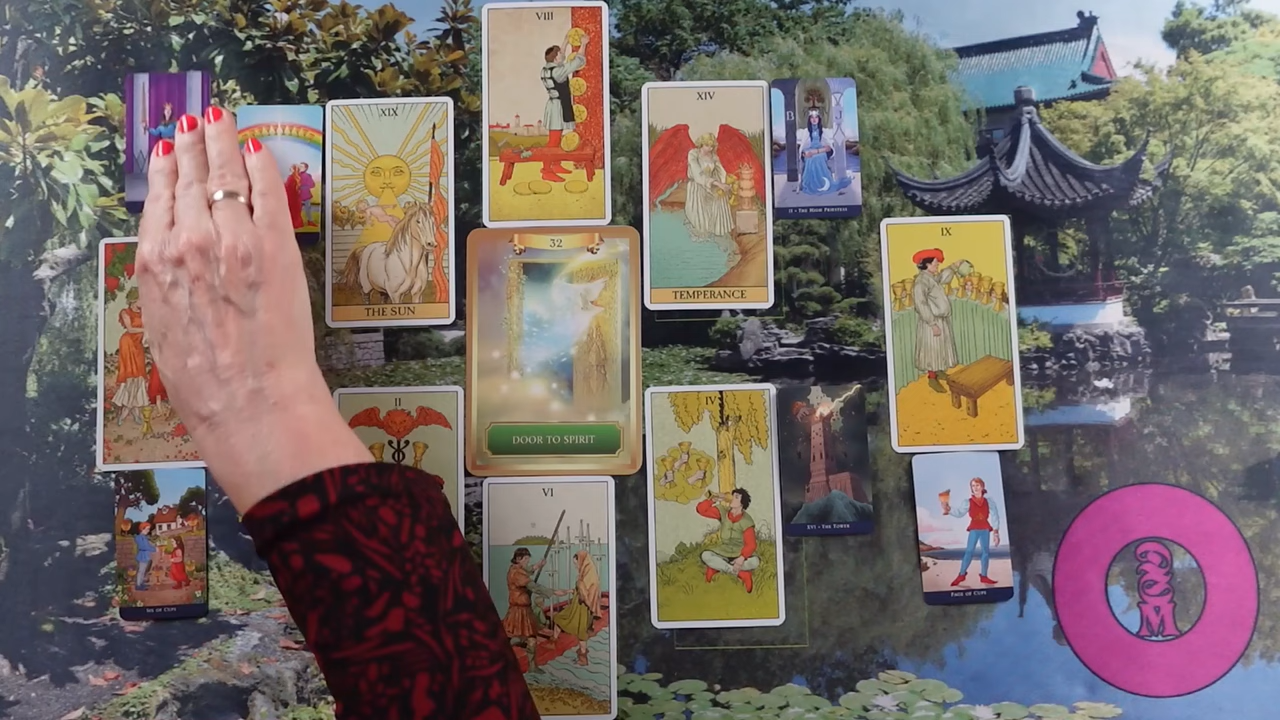 VIII
XIX
XIV
B
II • THE HIGH PRIESTESS
THE SUN
TEMPERANCE
IX
32
DOOR TO SPIRIT
II
IV
VI
XVI • THE TOWER
SIX OF CUPS
PAGE OF CUPS